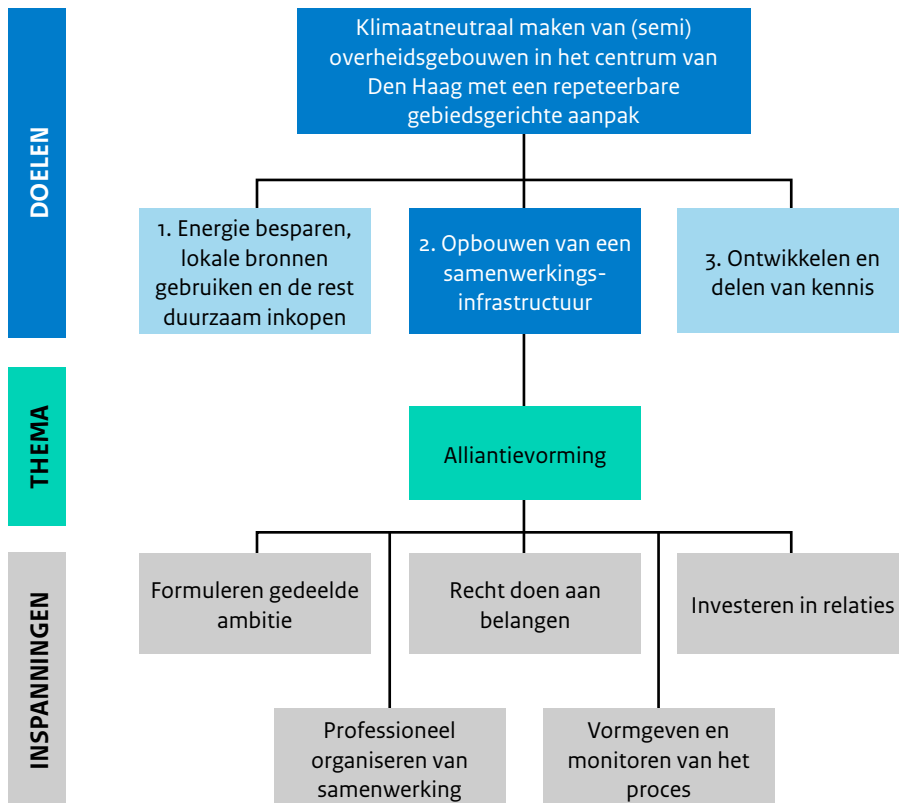 DOELEN
Klimaatneutraal maken van (semi)
overheidsgebouwen in het centrum van
Den Haag met een repeteerbare
gebiedsgerichte aanpak
1. Energie besparen,
lokale bronnen
gebruiken en de rest
duurzaam inkopen
2. Opbouwen van een
samenwerkings-
infrastructuur
3. Ontwikkelen en
delen van kennis
THEMA
Alliantievorming
INSPANNINGEN
Formuleren gedeelde
ambitie
Recht doen aan
belangen
Investeren in relaties
Professioneel
organiseren van
samenwerking
Vormgeven en
monitoren van het
proces